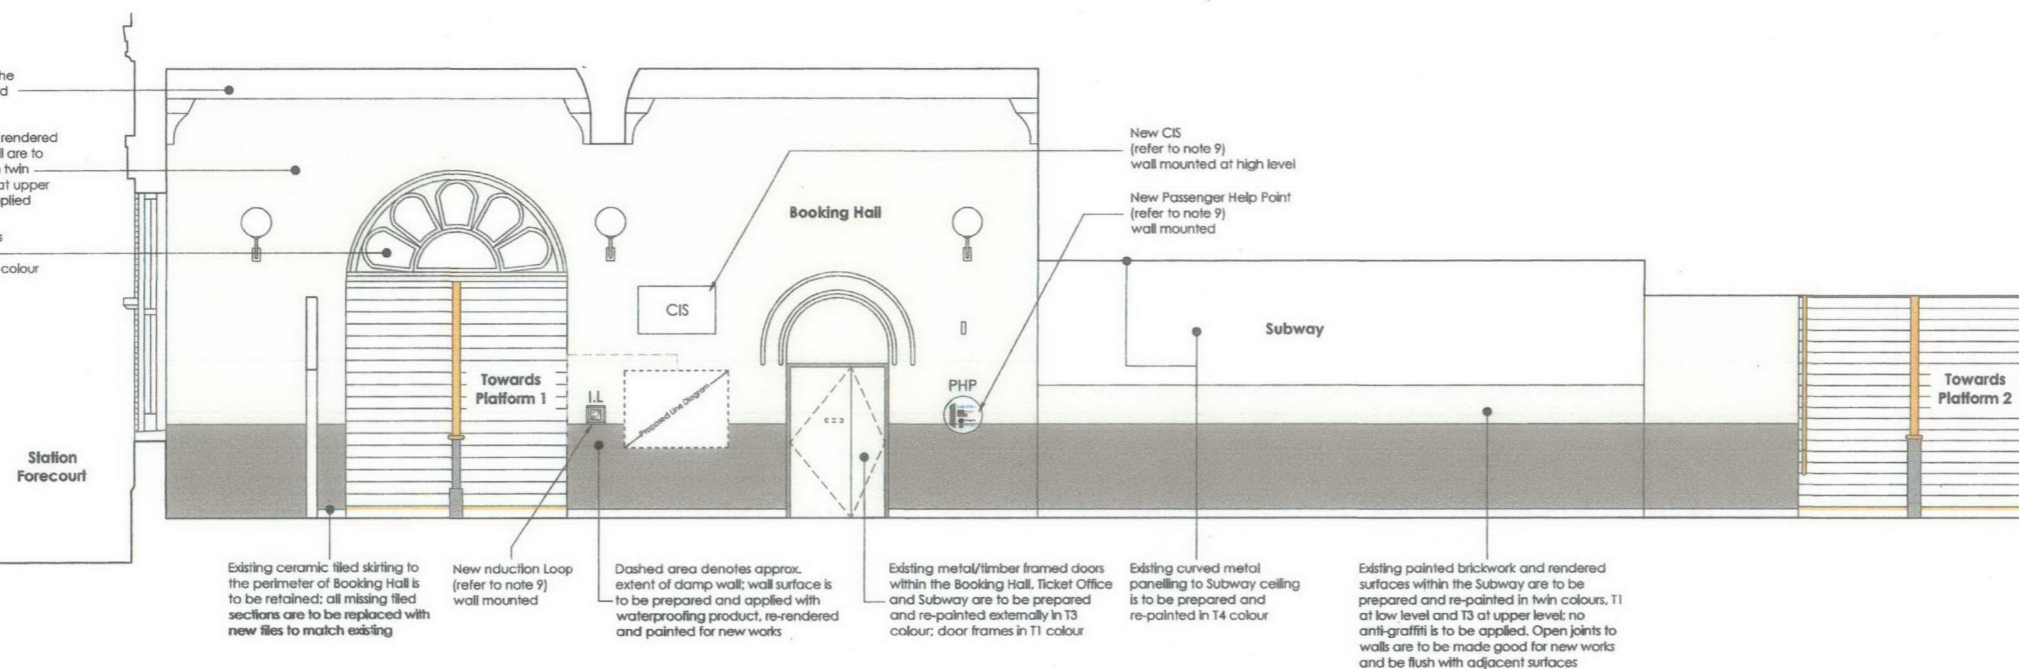 he
d
rendered
ll are to
twin
at upper
plied
s
colour
New CIS
(refer to note 9)
wall mounted at high level
New Passenger Help Point
(refer to note 9)
wall mounted
Booking Hall
CIS
Subway
Towards
Platform 1
I.L
Proposed Line Diagram
PHP
Towards
Platform 2
Station
Forecourt
Existing ceramic tiled skirting to
the perimeter of Booking Hall is
to be retained; all missing tiled
sections are to be replaced with
new tiles to match existing
New nduction Loop
(refer to note 9)
wall mounted
Dashed area denotes approx.
extent of damp wall; wall surface is
to be prepared and applied with
waterproofing product, re-rendered
and painted for new works
Existing metal/timber framed doors
within the Booking Hall, Ticket Office
and Subway are to be prepared
and re-painted externally in T3
colour; door frames in T1 colour
Existing curved metal
panelling to Subway ceiling
is to be prepared and
re-painted in T4 colour
Existing painted brickwork and rendered
surfaces within the Subway are to be
prepared and re-painted in twin colours, T1
at low level and T3 at upper level; no
anti-graffiti is to be applied. Open joints to
walls are to be made good for new works
and be flush with adjacent surfaces